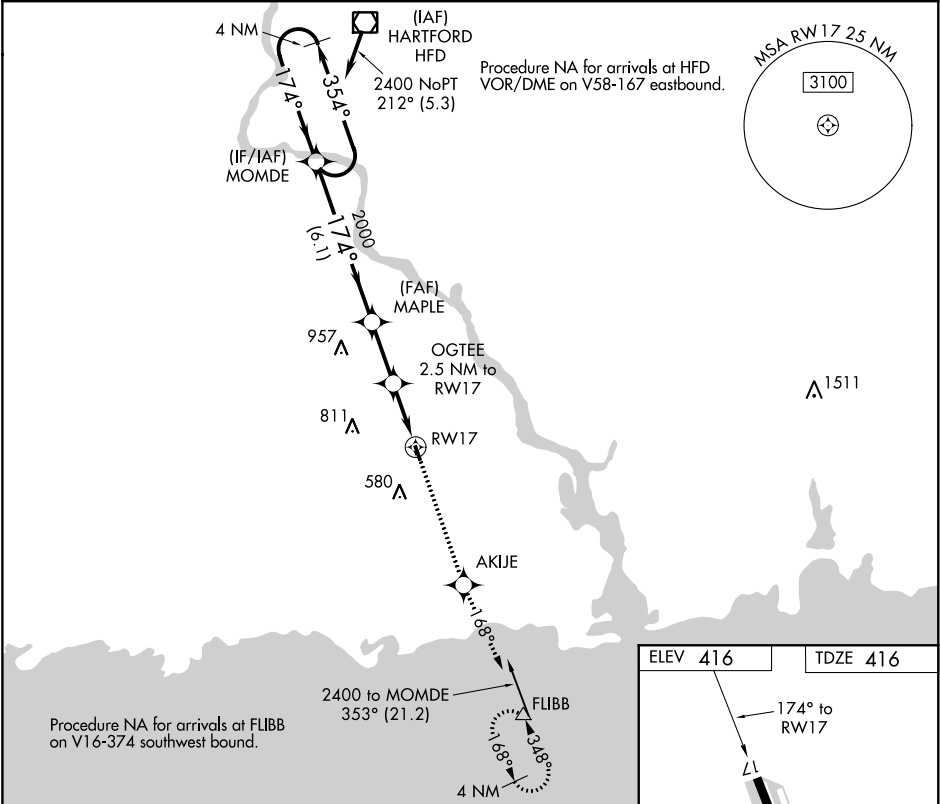 4 NM
(IAF)
HARTFORD
HFD
2400 NoPT
212° (5.3)
Procedure NA for arrivals at HFD
VOR/DME on V58-167 eastbound.
MSA RW17 25 NM
3100
174°
354°
(IF/IAF)
MOMDE
2000
174°
(6.1)
(FAF)
MAPLE
957
OGTEE
2.5 NM to
RW17
1511
811
RW17
580
AKIJE
168°
2400 to MOMDE
353° (21.2)
FLIBB
168°
348°
4 NM
Procedure NA for arrivals at FLIBB
on V16-374 southwest bound.
ELEV 416
TDZE 416
174° to
RW17
17